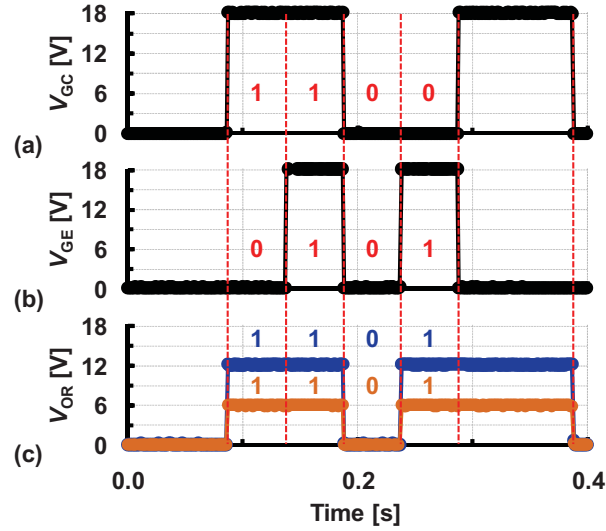 18
12
6
0
V_GC [V]
1 1 0 0
(a)
18
12
6
0
V_GE [V]
0 1 0 1
(b)
18
12
6
0
V_OR [V]
1 1 0 1
1 1 0 1
(c)
0.0 0.2 0.4
Time [s]